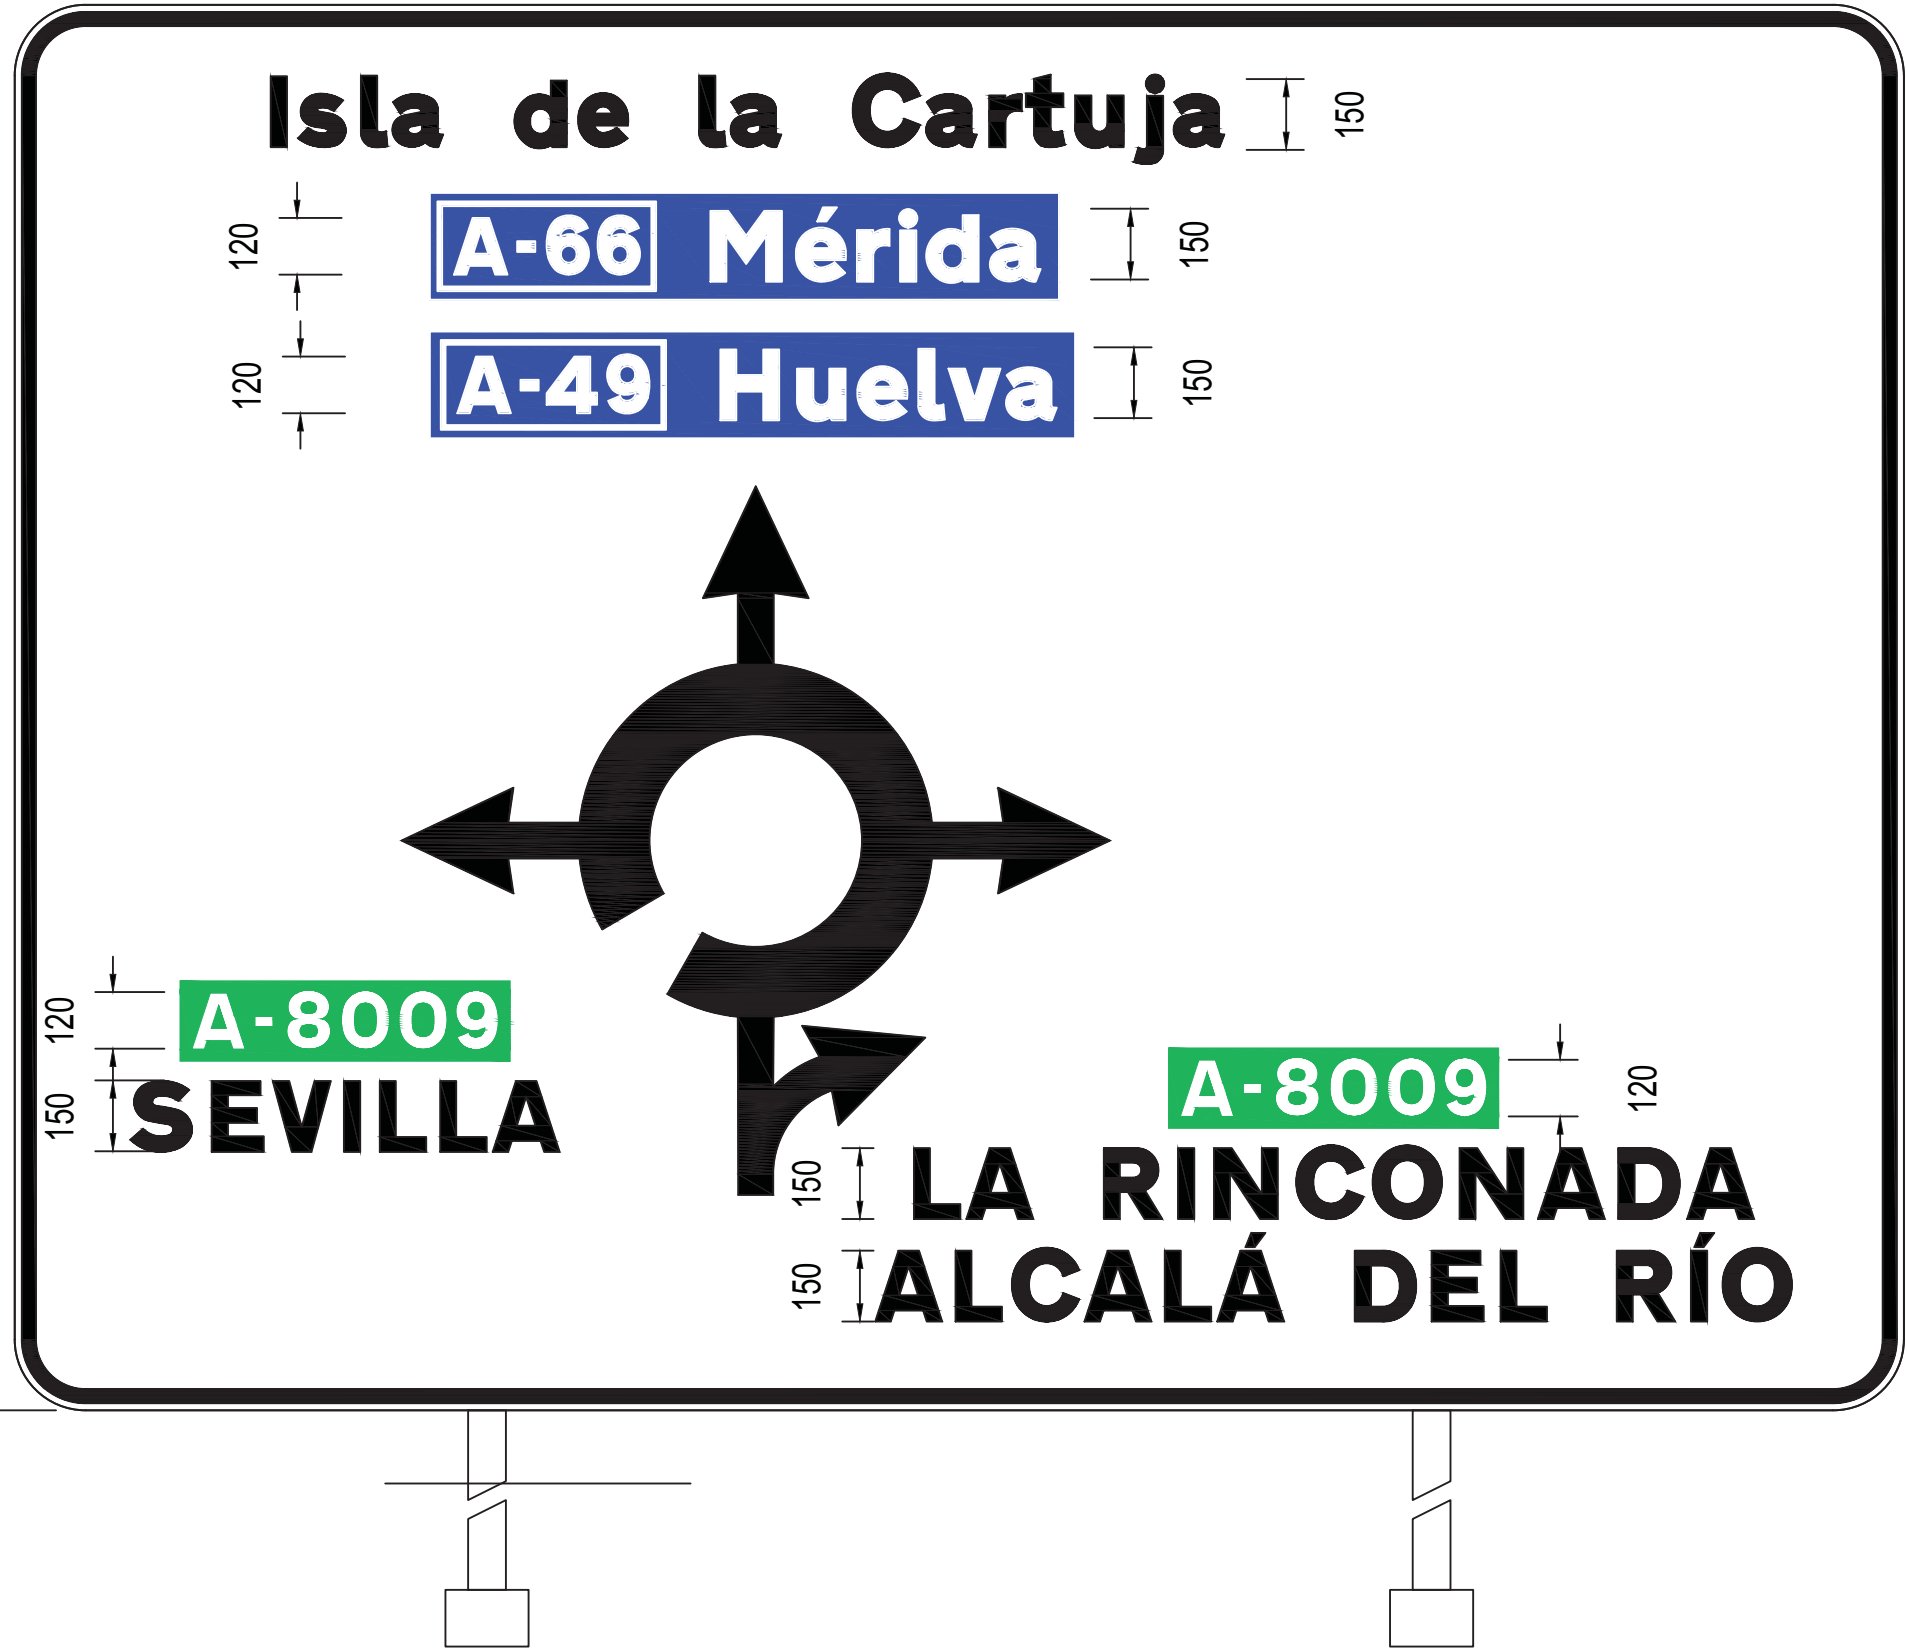 Isla de la Cartuja 150
120 A-66 Mérida 150
120 A-49 Huelva 150
120 A-8009
150 SEVILLA
A-8009 120
150 LA RINCONADA
150 ALCALÁ DEL RÍO